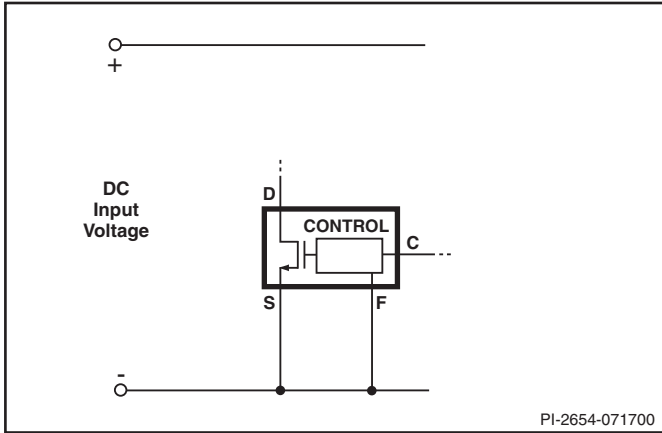 +
DC
Input
Voltage
D
CONTROL
C
S
F
-
PI-2654-071700